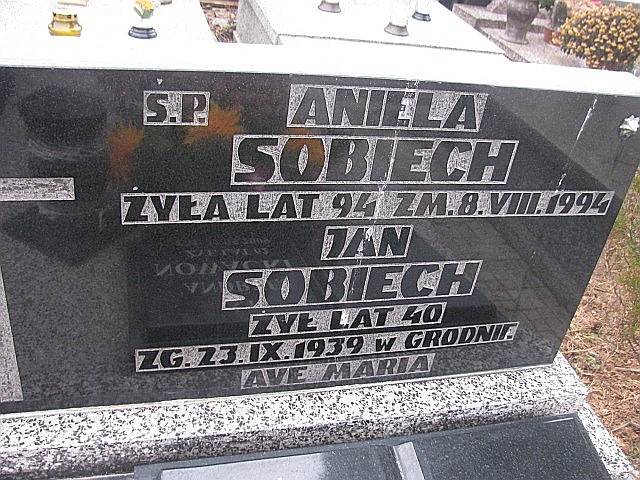 S.P. ANIELA
SOBIECH
ŻYŁA LAT 94 ZM. 8. VIII. 1994
JAN
SOBIECH
ŻYŁ LAT 40
ZG. 23. IX. 1939 W GRODNIE.
AVE MARIA